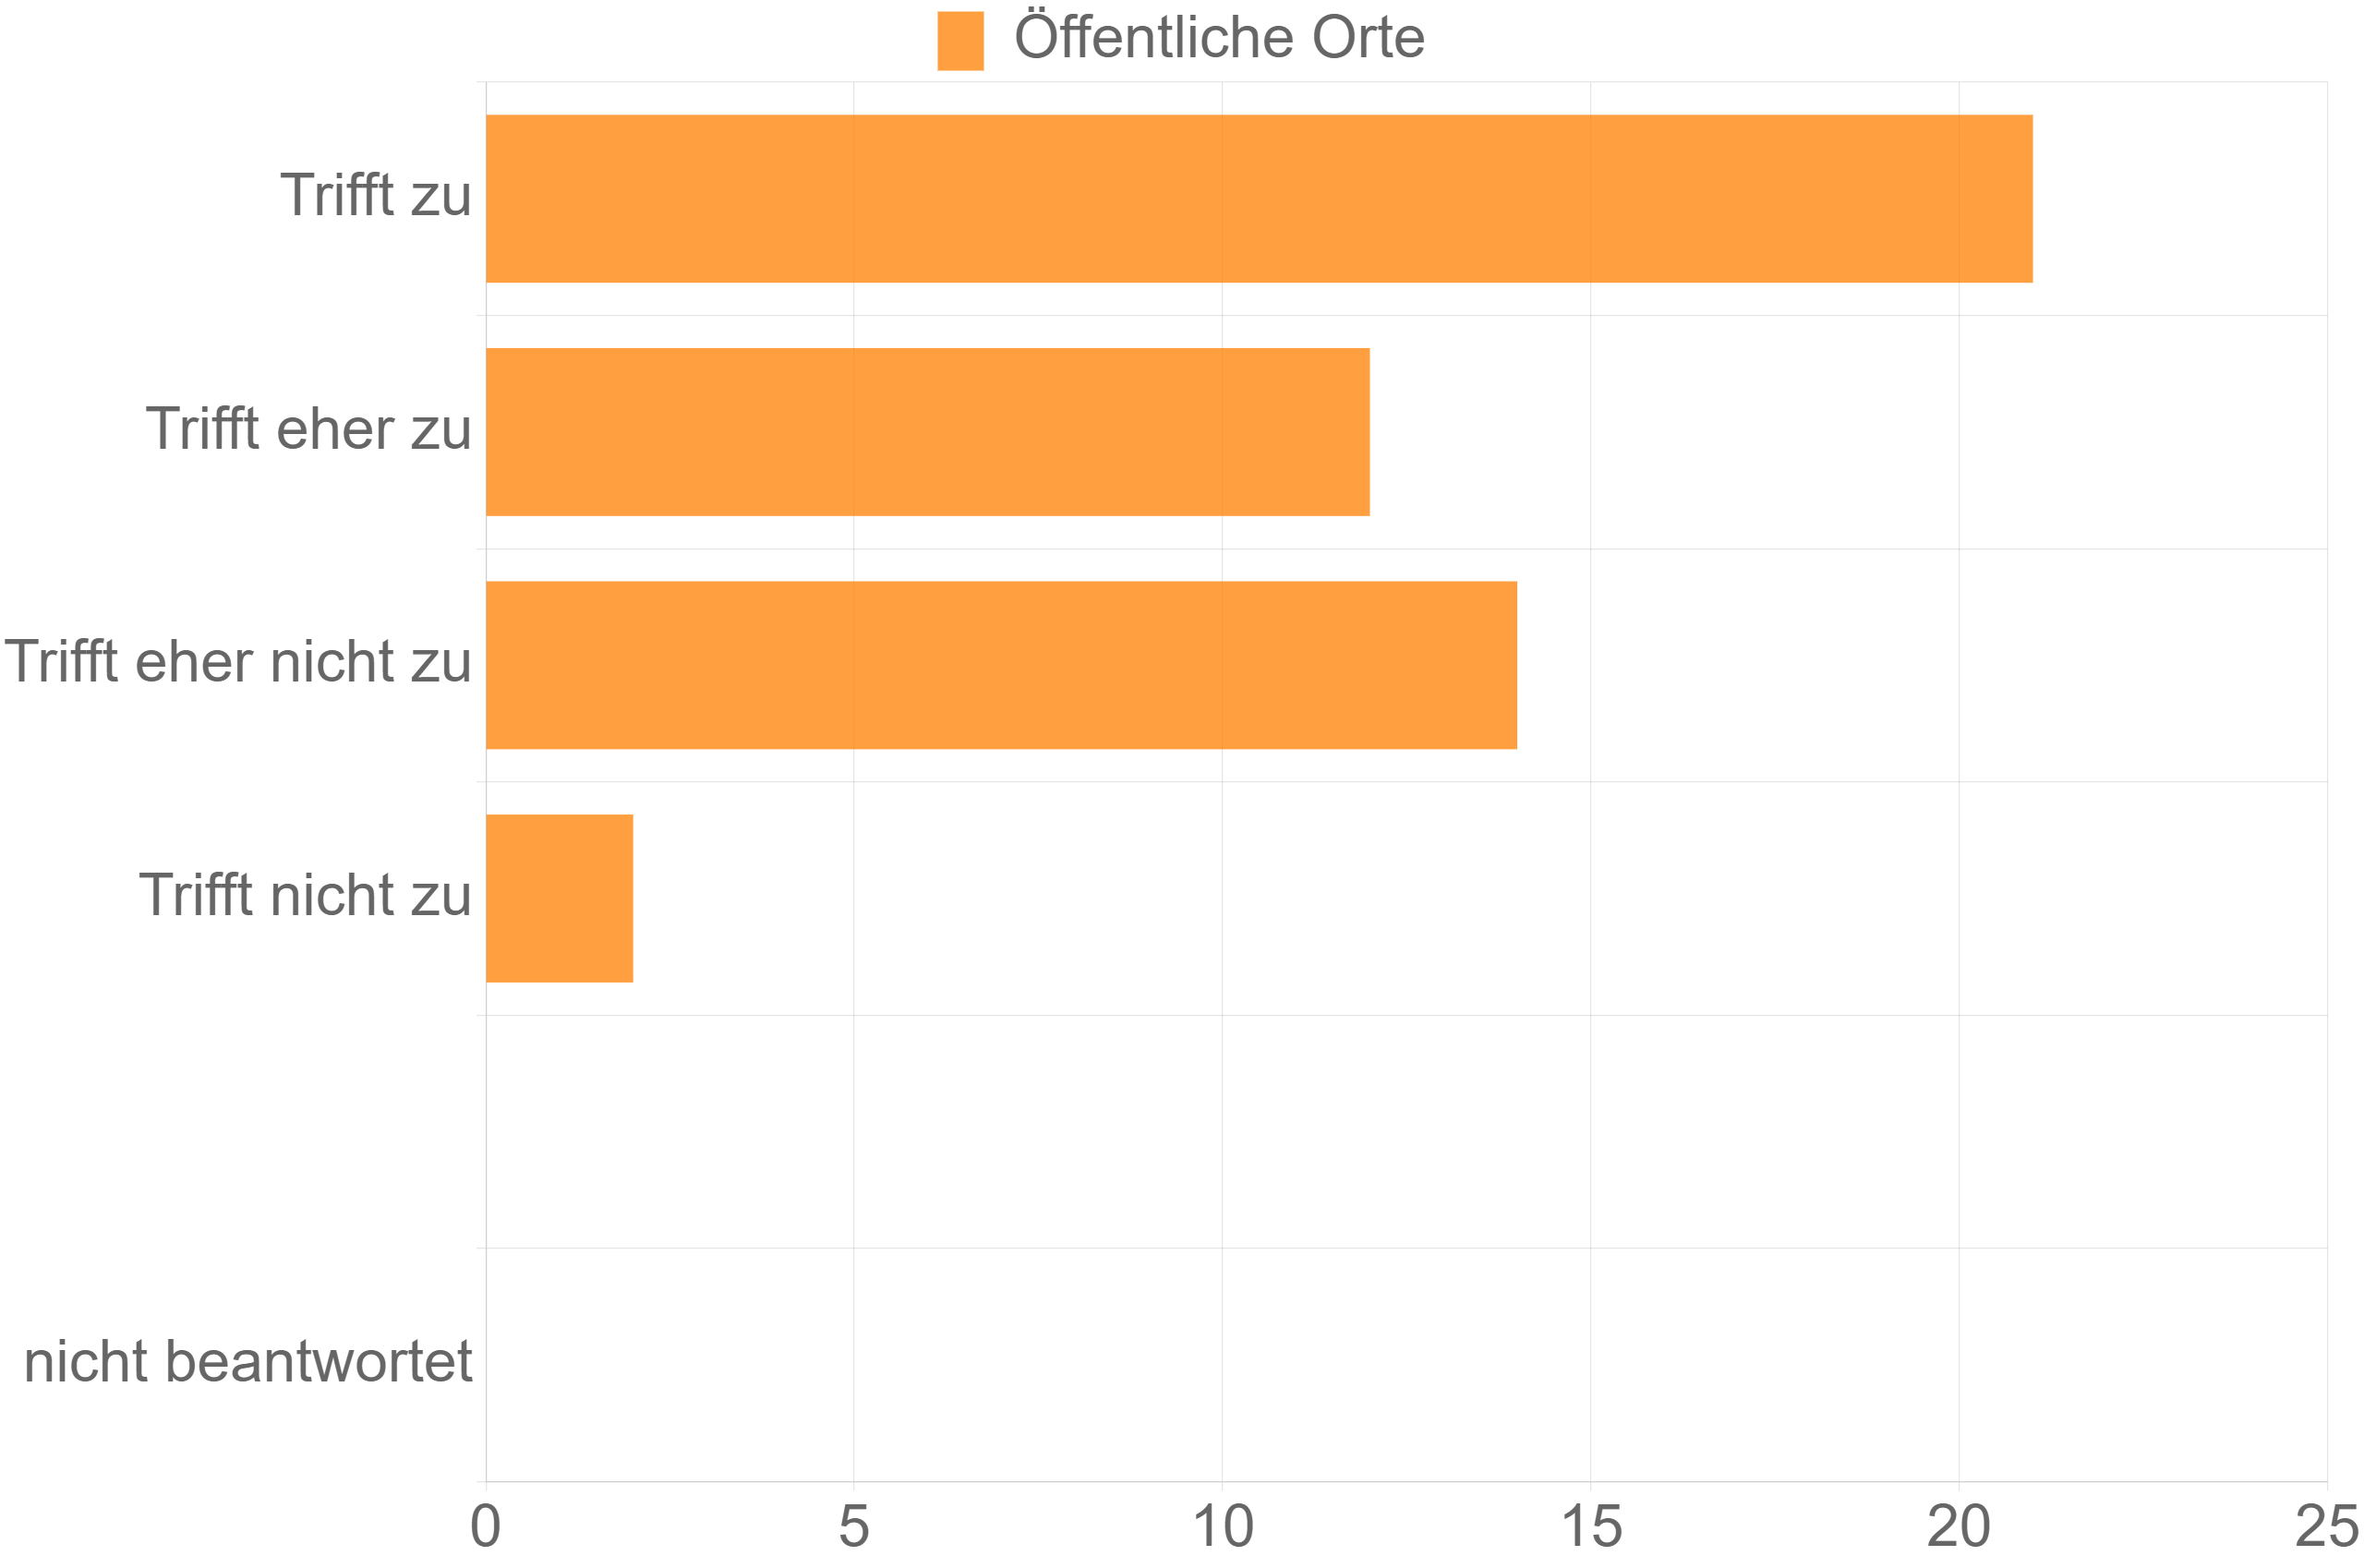 Öffentliche Orte
Trifft zu
Trifft eher zu
Trifft eher nicht zu
Trifft nicht zu
nicht beantwortet
0 5 10 15 20 25